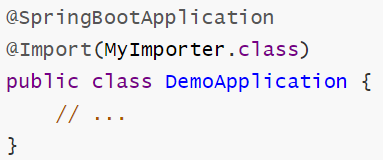 @SpringBootApplication
@Import(MyImporter.class)
public class DemoApplication {
    // ...
}